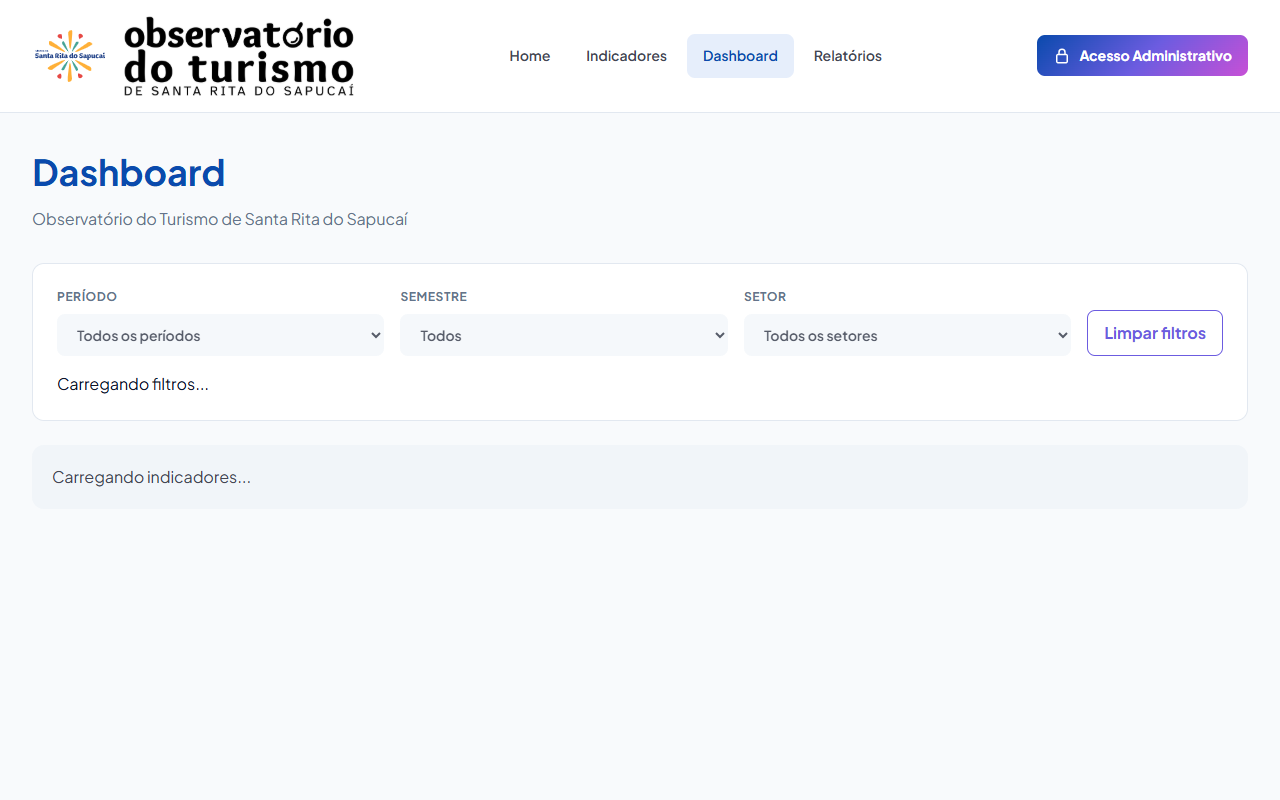 Santa Rita do Sapucaí
observatório
do turismo
DE SANTA RITA DO SAPUCAÍ
Home
Indicadores
Dashboard
Relatórios
Acesso Administrativo
Dashboard
Observatório do Turismo de Santa Rita do Sapucaí
PERÍODO
SEMESTRE
SETOR
Todos os períodos
Todos
Todos os setores
Limpar filtros
Carregando filtros...
Carregando indicadores...